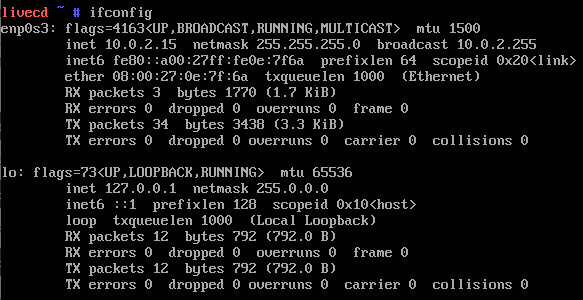 livecd ~ # ifconfig
enp0s3: flags=4163<UP,BROADCAST,RUNNING,MULTICAST>  mtu 1500
        inet 10.0.2.15  netmask 255.255.255.0  broadcast 10.0.2.255
        inet6 fe80::a00:27ff:fe0e:7f6a  prefixlen 64  scopeid 0x20<link>
        ether 08:00:27:0e:7f:6a  txqueuelen 1000  (Ethernet)
        RX packets 3  bytes 1770 (1.7 KiB)
        RX errors 0  dropped 0  overruns 0  frame 0
        TX packets 34  bytes 3438 (3.3 KiB)
        TX errors 0  dropped 0 overruns 0  carrier 0  collisions 0

lo: flags=73<UP,LOOPBACK,RUNNING>  mtu 65536
        inet 127.0.0.1  netmask 255.0.0.0
        inet6 ::1  prefixlen 128  scopeid 0x10<host>
        loop  txqueuelen 1000  (Local Loopback)
        RX packets 12  bytes 792 (792.0 B)
        RX errors 0  dropped 0  overruns 0  frame 0
        TX packets 12  bytes 792 (792.0 B)
        TX errors 0  dropped 0 overruns 0  carrier 0  collisions 0